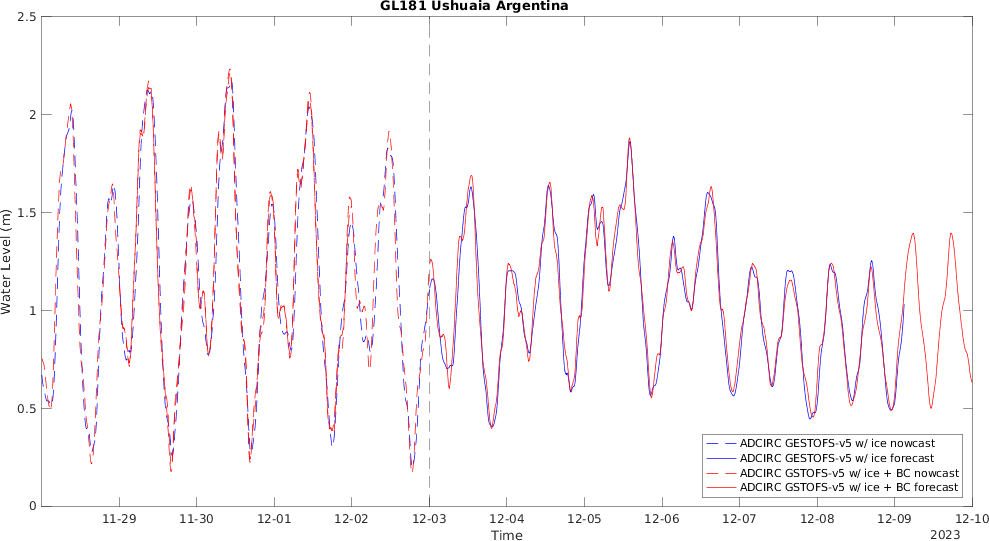 GL181 Ushuaia Argentina
2.5
2
1.5
1
0.5
0
Water Level (m)
11-29
11-30
12-01
12-02
12-03
12-04
12-05
12-06
12-07
12-08
12-09
12-10
Time
2023
ADCIRC GESTOFS-v5 w/ ice nowcast
ADCIRC GESTOFS-v5 w/ ice forecast
ADCIRC GSTOFS-v5 w/ ice + BC nowcast
ADCIRC GSTOFS-v5 w/ ice + BC forecast